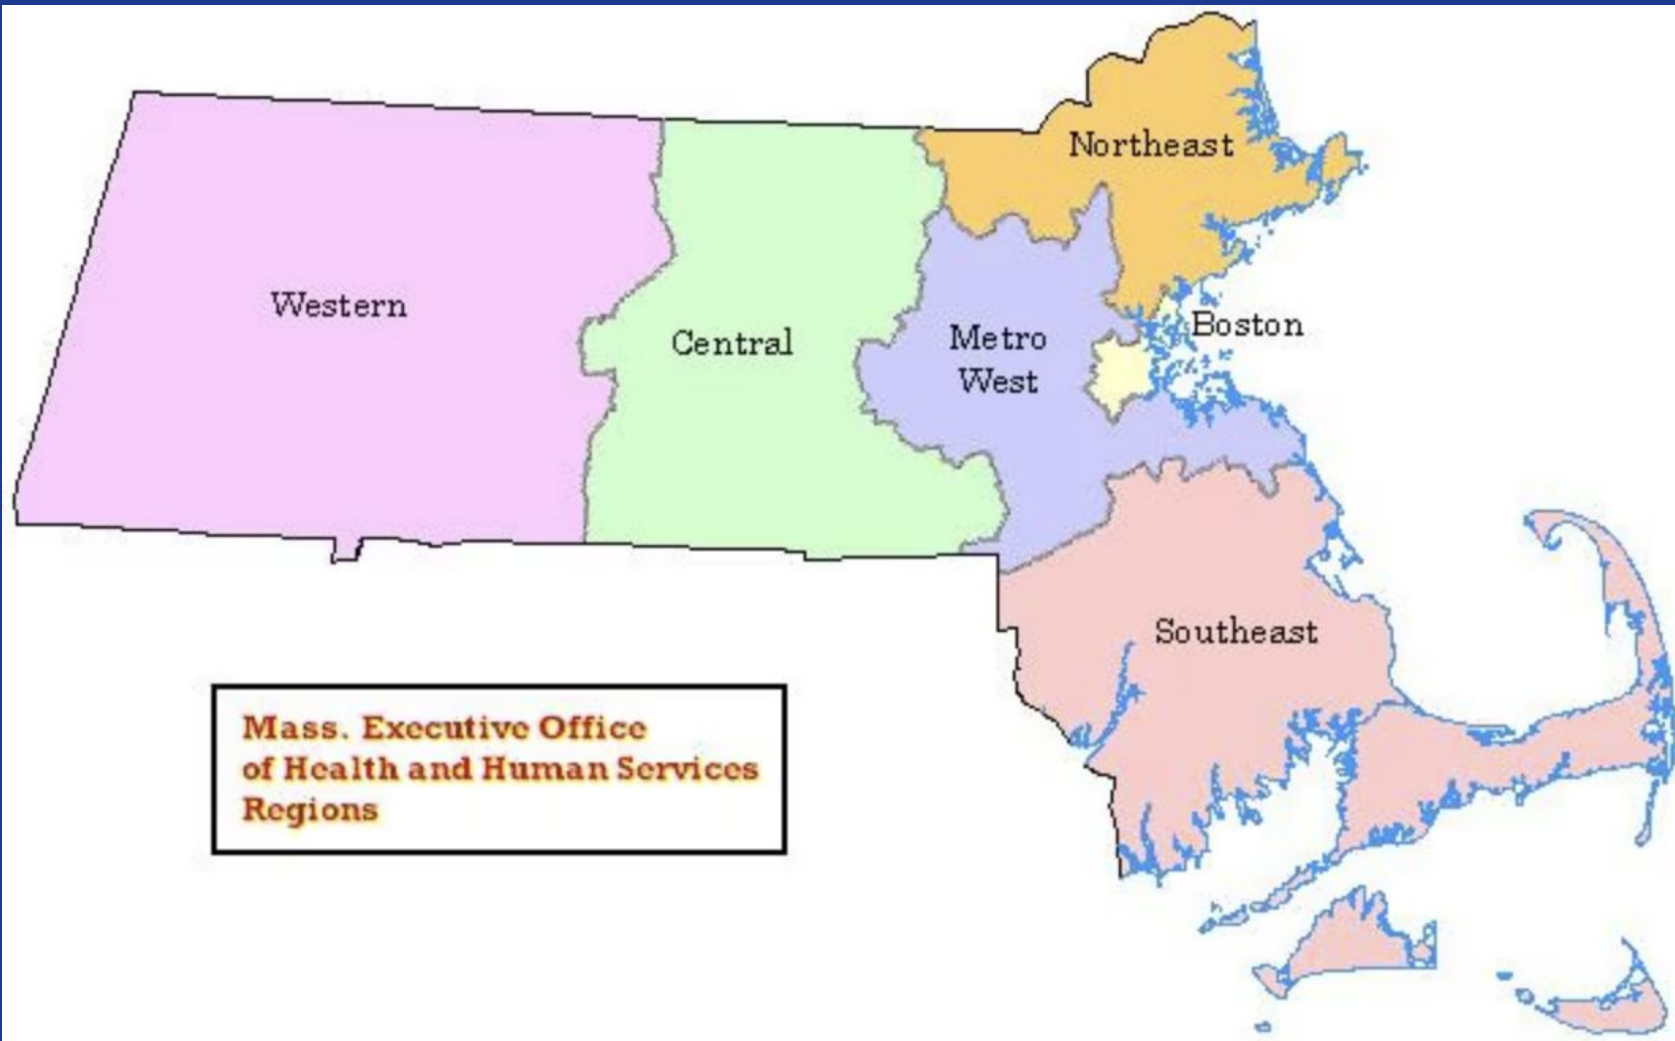 Northeast
Western
Boston
Central
Metro
West
Southeast
Mass. Executive Office
of Health and Human Services
Regions